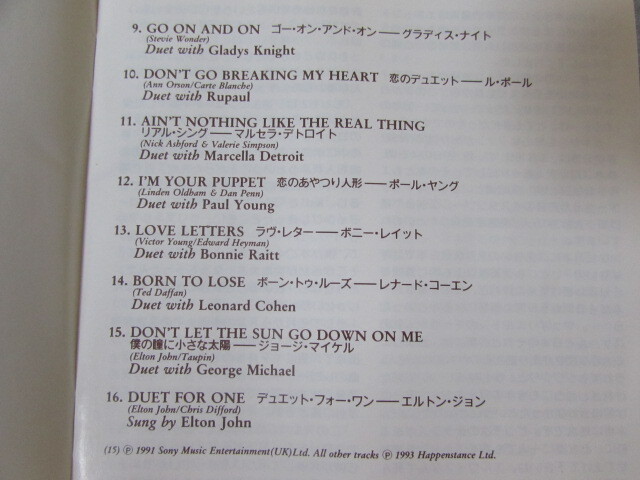 9. GO ON AND ON ゴー・オン・アンド・オン――グラディス・ナイト
(Stevie Wonder)
Duet with Gladys Knight
10. DON'T GO BREAKING MY HEART 恋のデュエット――ル・ポール
(Ann Orson/Carte Blanche)
Duet with Rupaul
11. AIN'T NOTHING LIKE THE REAL THING
リアル・シング――マルセラ・デトロイト
(Nick Ashford & Valerie Simpson)
Duet with Marcella Detroit
12. I'M YOUR PUPPET 恋のあやつり人形――ポール・ヤング
(Linden Oldham & Dan Penn)
Duet with Paul Young
13. LOVE LETTERS ラヴ・レター――ボニー・レイット
(Victor Young/Edward Heyman)
Duet with Bonnie Raitt
14. BORN TO LOSE ボーン・トゥ・ルーズ――レナード・コーエン
(Ted Daffan)
Duet with Leonard Cohen
15. DON'T LET THE SUN GO DOWN ON ME
僕の瞳に小さな太陽――ジョージ・マイケル
(Elton John/Taupin)
Duet with George Michael
16. DUET FOR ONE デュエット・フォー・ワン――エルトン・ジョン
(Elton John/Chris Difford)
Sung by Elton John
(15) ℗ 1991 Sony Music Entertainment(UK)Ltd. All other tracks ℗ 1993 Happenstance Ltd.